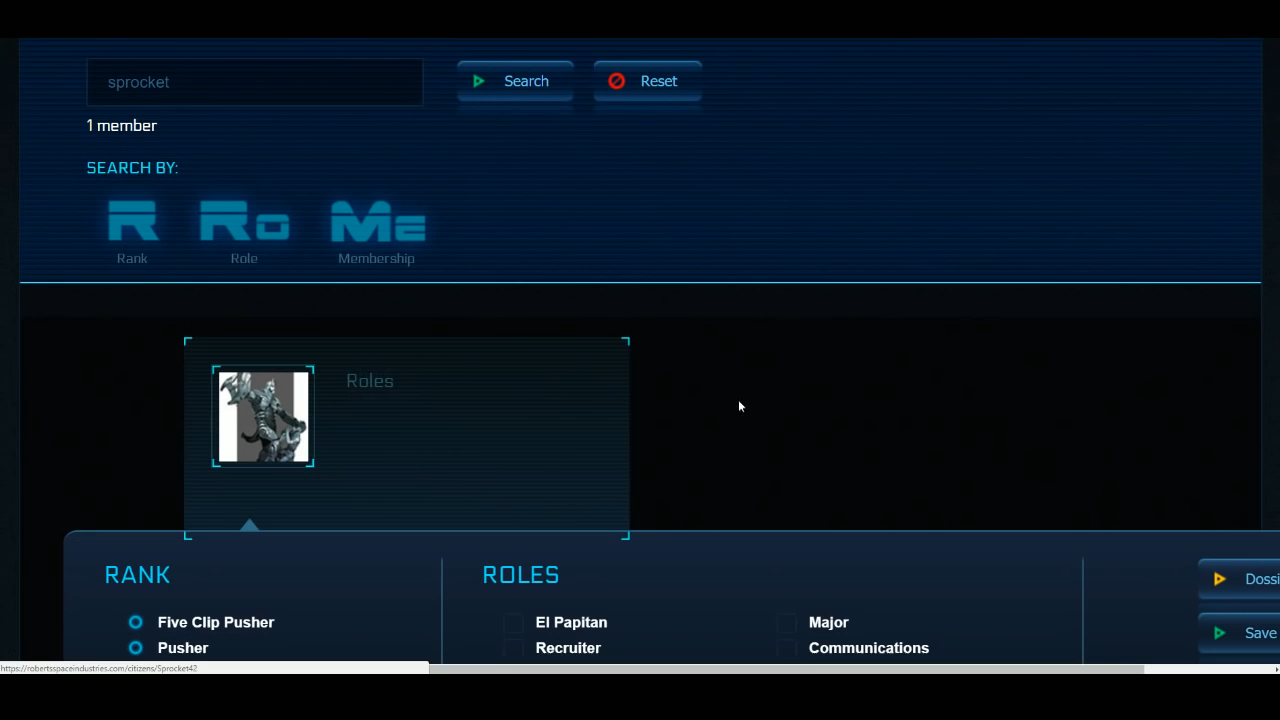 sprocket
Search
Reset
1 member
SEARCH BY:
R Ro Me
Rank Role Membership
Roles
RANK
ROLES
Dossi
Five Clip Pusher
El Papitan
Major
Save
Pusher
Recruiter
Communications
https://robertsspaceindustries.com/citizens/Sprocket42